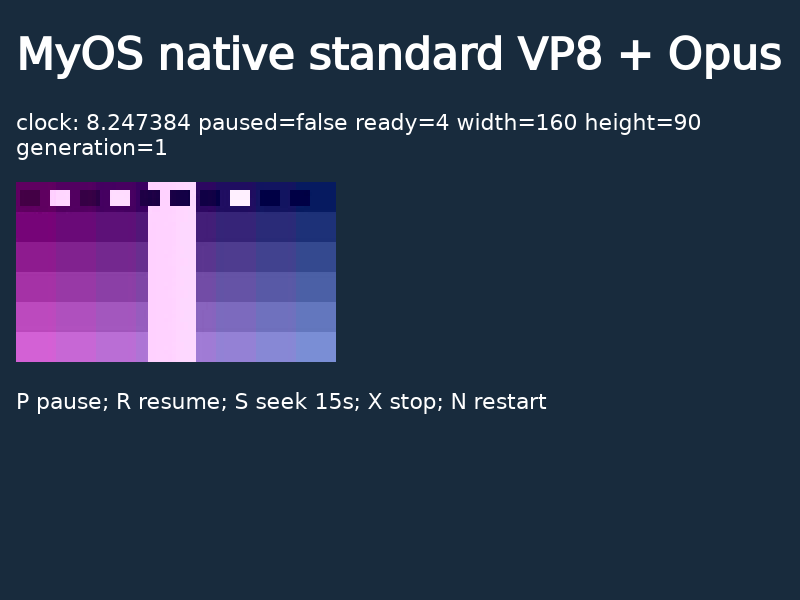 MyOS native standard VP8 + Opus
clock: 8.247384 paused=false ready=4 width=160 height=90
generation=1
P pause; R resume; S seek 15s; X stop; N restart